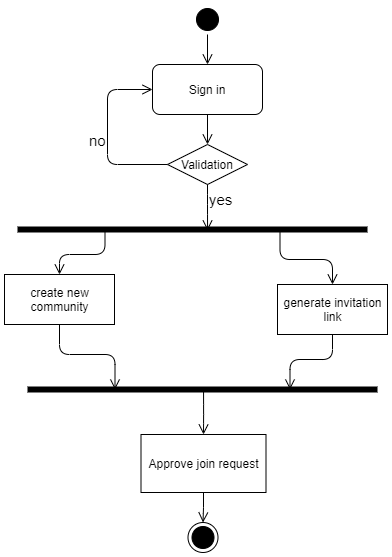 Sign in
no
Validation
yes
create new
community
generate invitation
link
Approve join request